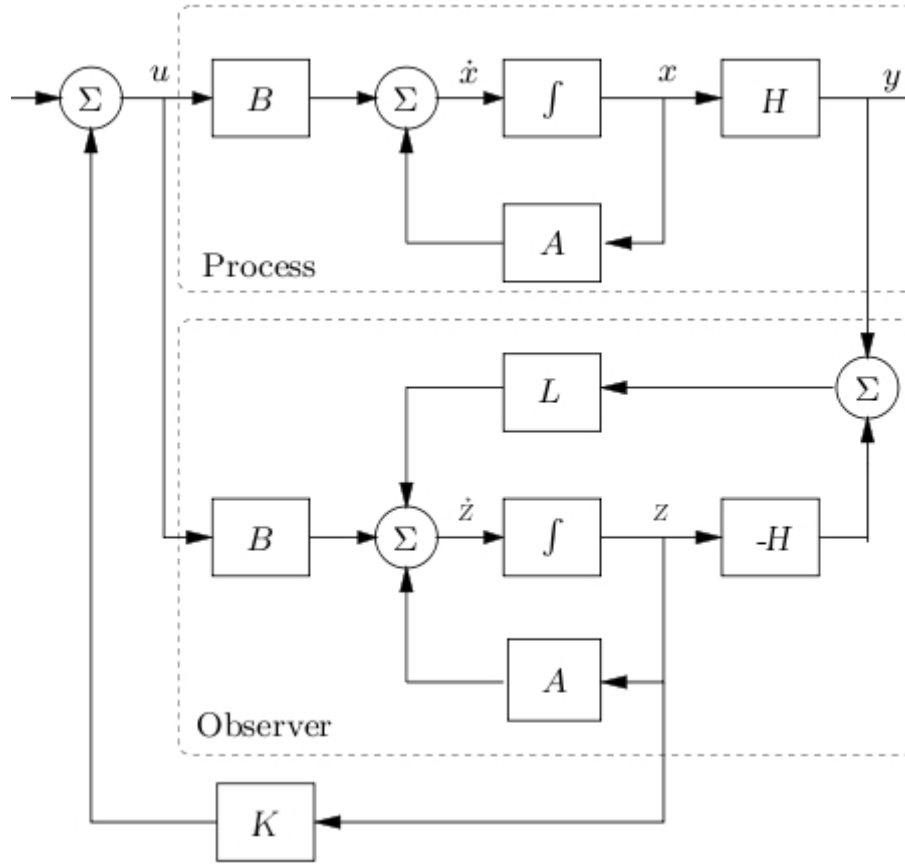 Σ u B Σ ẋ ∫ x H y
A
Process
L Σ
B Σ ż ∫ z -H
A
Observer
K